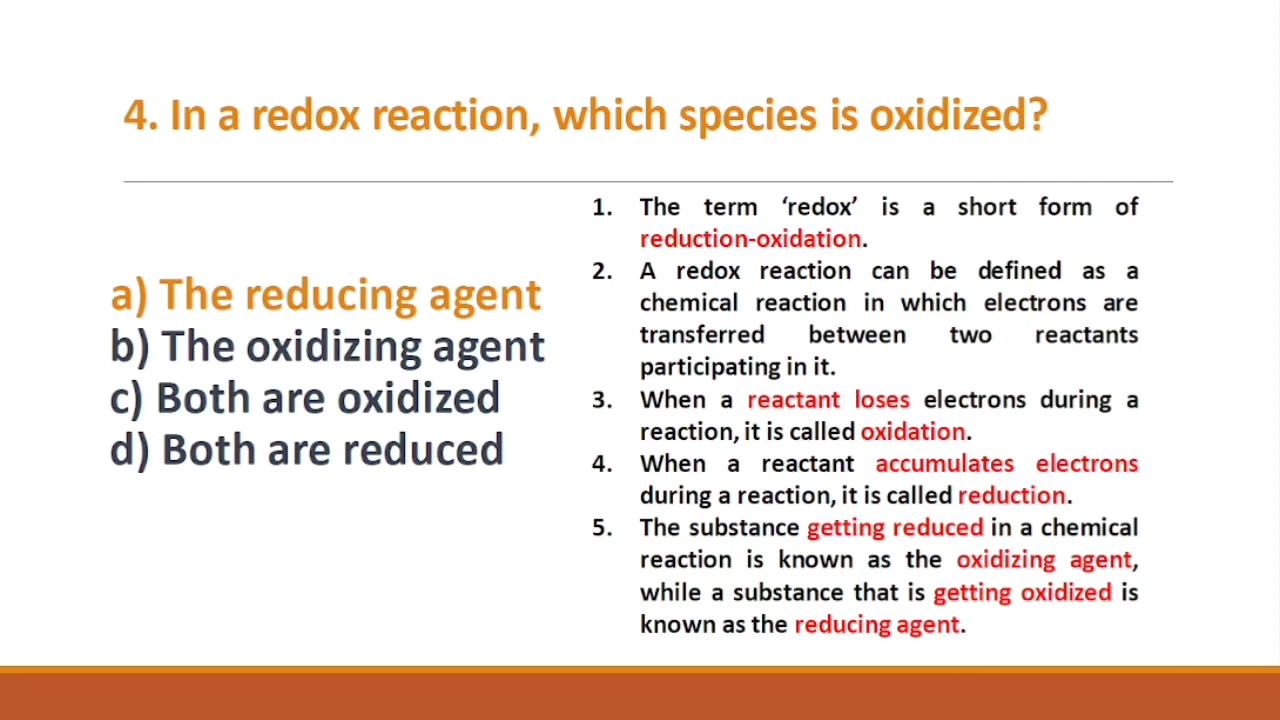 4. In a redox reaction, which species is oxidized?
a) The reducing agent
b) The oxidizing agent
c) Both are oxidized
d) Both are reduced
1. The term ‘redox’ is a short form of
reduction-oxidation.
2. A redox reaction can be defined as a
chemical reaction in which electrons are
transferred between two reactants
participating in it.
3. When a reactant loses electrons during a
reaction, it is called oxidation.
4. When a reactant accumulates electrons
during a reaction, it is called reduction.
5. The substance getting reduced in a chemical
reaction is known as the oxidizing agent,
while a substance that is getting oxidized is
known as the reducing agent.